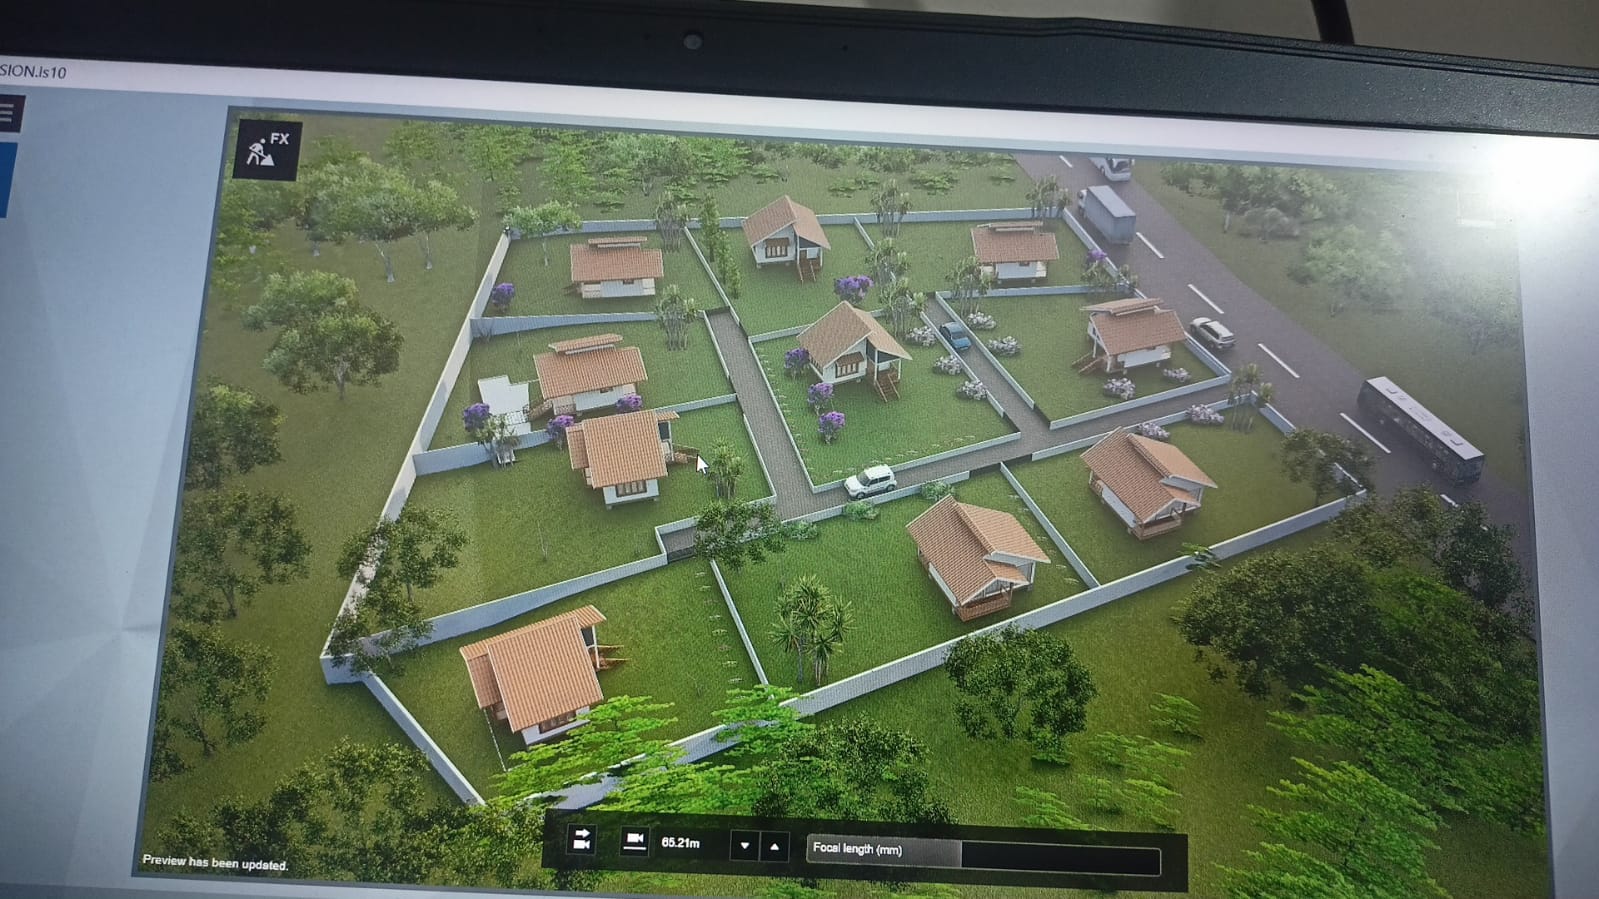 SION.ls10
FX
Preview has been updated.
65.21m
Focal length (mm)